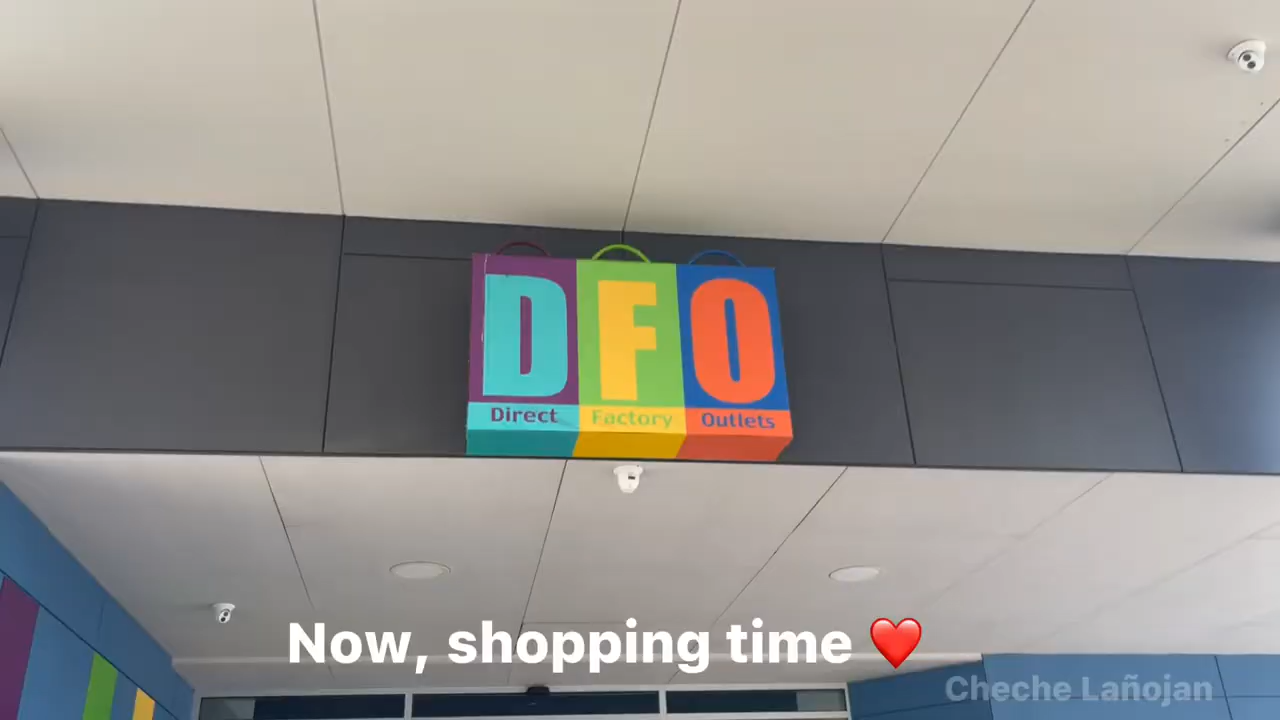 DFO
Direct Factory Outlets
Now, shopping time ❤️
Cheche Lañojan